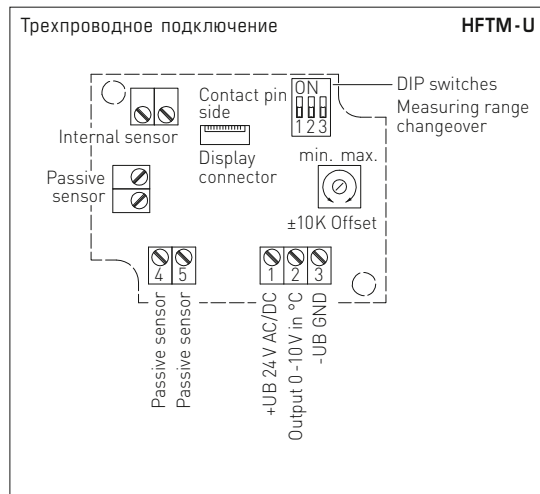 Трехпроводное подключение HFTM-U
ON
1 2 3
DIP switches
Measuring range
changeover
Contact pin
side
Internal sensor
Display
connector
Passive
sensor
min. max.
±10K Offset
4 5
1 2 3
Passive sensor
Passive sensor
+UB 24 V AC/DC
Output 0 -10V in °C
-UB GND